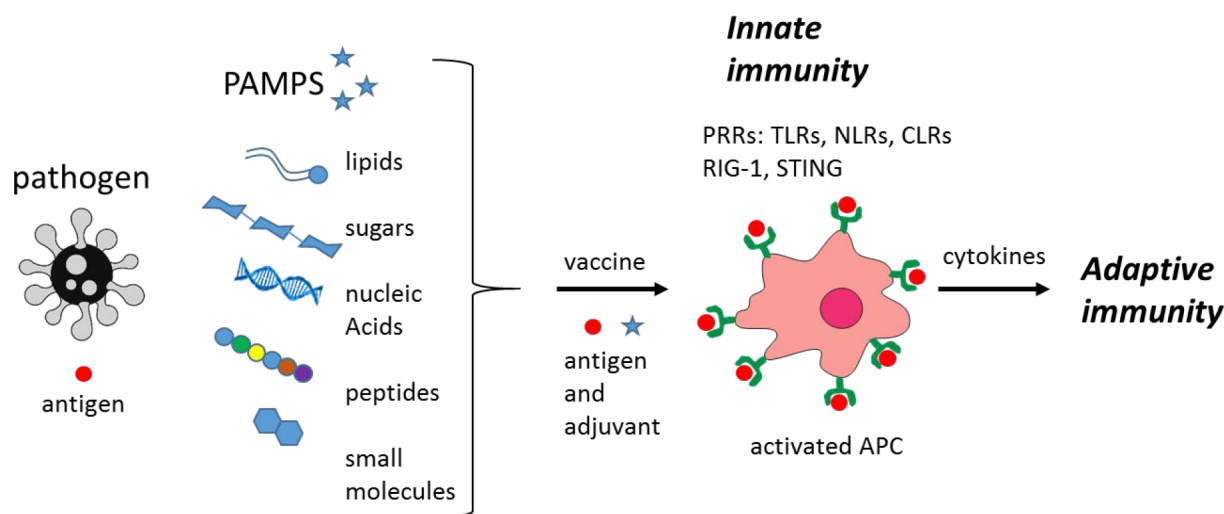 pathogen
antigen
PAMPS
lipids
sugars
nucleic
Acids
peptides
small
molecules
vaccine
antigen
and
adjuvant
Innate
immunity
PRRs: TLRs, NLRs, CLRs
RIG-1, STING
activated APC
cytokines
Adaptive
immunity